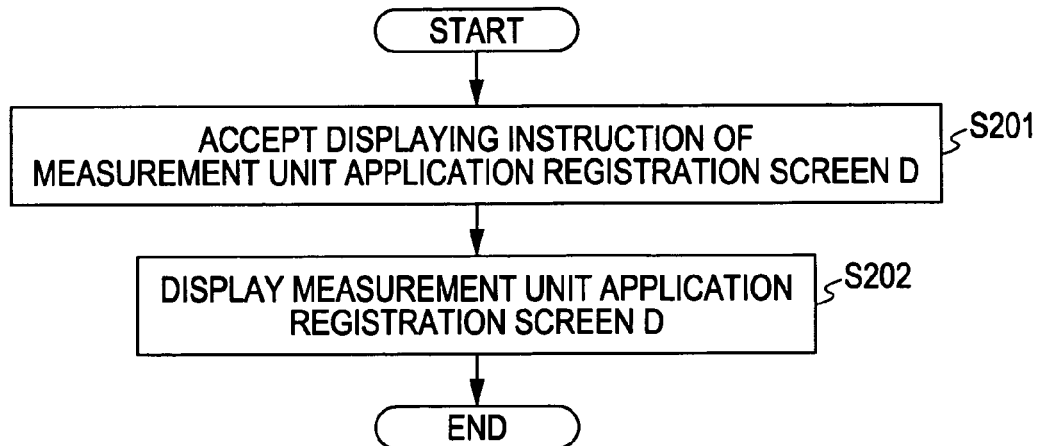 START
ACCEPT DISPLAYING INSTRUCTION OF
MEASUREMENT UNIT APPLICATION REGISTRATION SCREEN D
S201
DISPLAY MEASUREMENT UNIT APPLICATION
REGISTRATION SCREEN D
S202
END